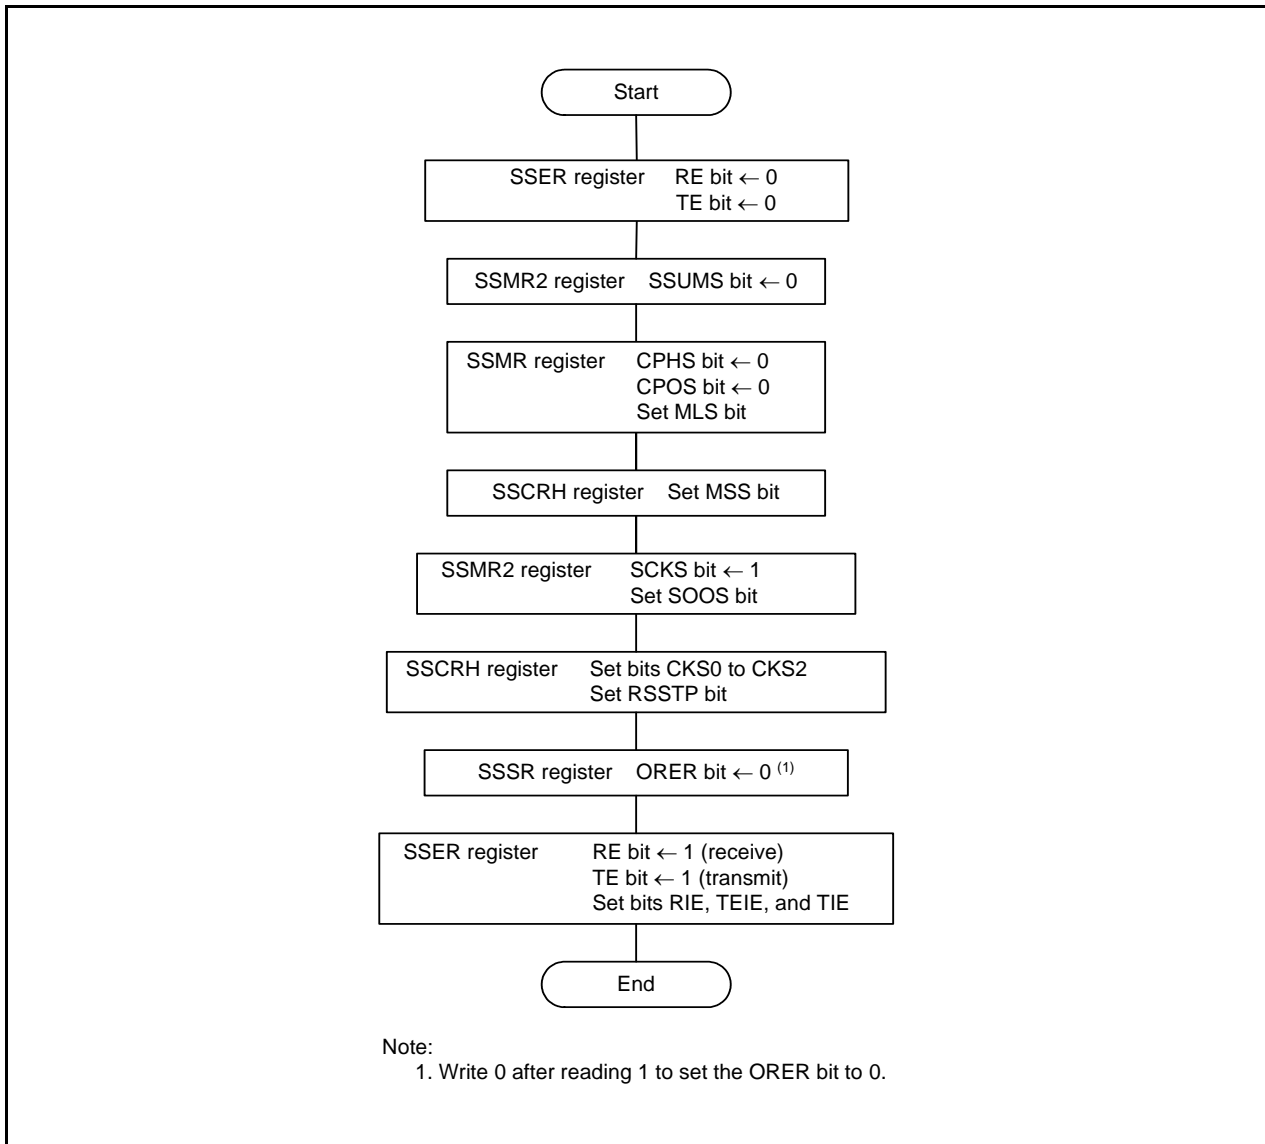 Start
SSER register RE bit ← 0
TE bit ← 0
SSMR2 register SSUMS bit ← 0
SSMR register CPHS bit ← 0
CPOS bit ← 0
Set MLS bit
SSCRH register Set MSS bit
SSMR2 register SCKS bit ← 1
Set SOOS bit
SSCRH register Set bits CKS0 to CKS2
Set RSSTP bit
SSSR register ORER bit ← 0 (1)
SSER register RE bit ← 1 (receive)
TE bit ← 1 (transmit)
Set bits RIE, TEIE, and TIE
End
Note:
1. Write 0 after reading 1 to set the ORER bit to 0.